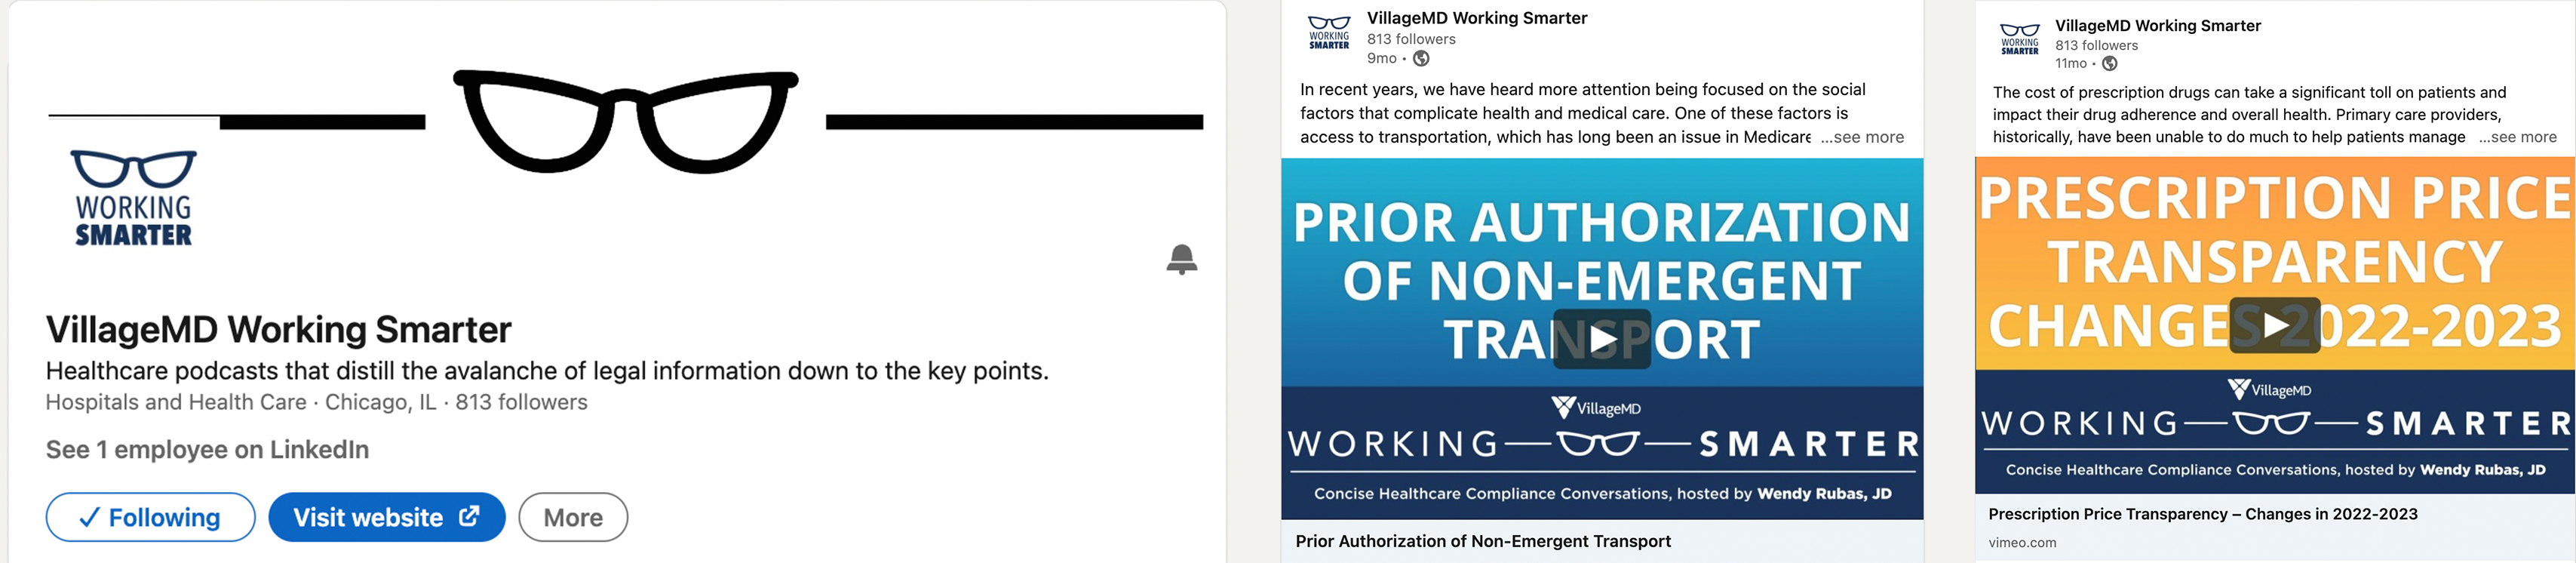 WORKING
SMARTER
VillageMD Working Smarter
Healthcare podcasts that distill the avalanche of legal information down to the key points.
Hospitals and Health Care · Chicago, IL · 813 followers
See 1 employee on LinkedIn
Following
Visit website
More
WORKING
SMARTER
VillageMD Working Smarter
813 followers
9mo •
In recent years, we have heard more attention being focused on the social
factors that complicate health and medical care. One of these factors is
access to transportation, which has long been an issue in Medicare ...see more
PRIOR AUTHORIZATION
OF NON-EMERGENT
TRANSPORT
VillageMD
WORKING SMARTER
Concise Healthcare Compliance Conversations, hosted by Wendy Rubas, JD
Prior Authorization of Non-Emergent Transport
WORKING
SMARTER
VillageMD Working Smarter
813 followers
11mo •
The cost of prescription drugs can take a significant toll on patients and
impact their drug adherence and overall health. Primary care providers,
historically, have been unable to do much to help patients manage ...see more
PRESCRIPTION PRICE
TRANSPARENCY
CHANGES 2022-2023
VillageMD
WORKING SMARTER
Concise Healthcare Compliance Conversations, hosted by Wendy Rubas, JD
Prescription Price Transparency – Changes in 2022-2023
vimeo.com